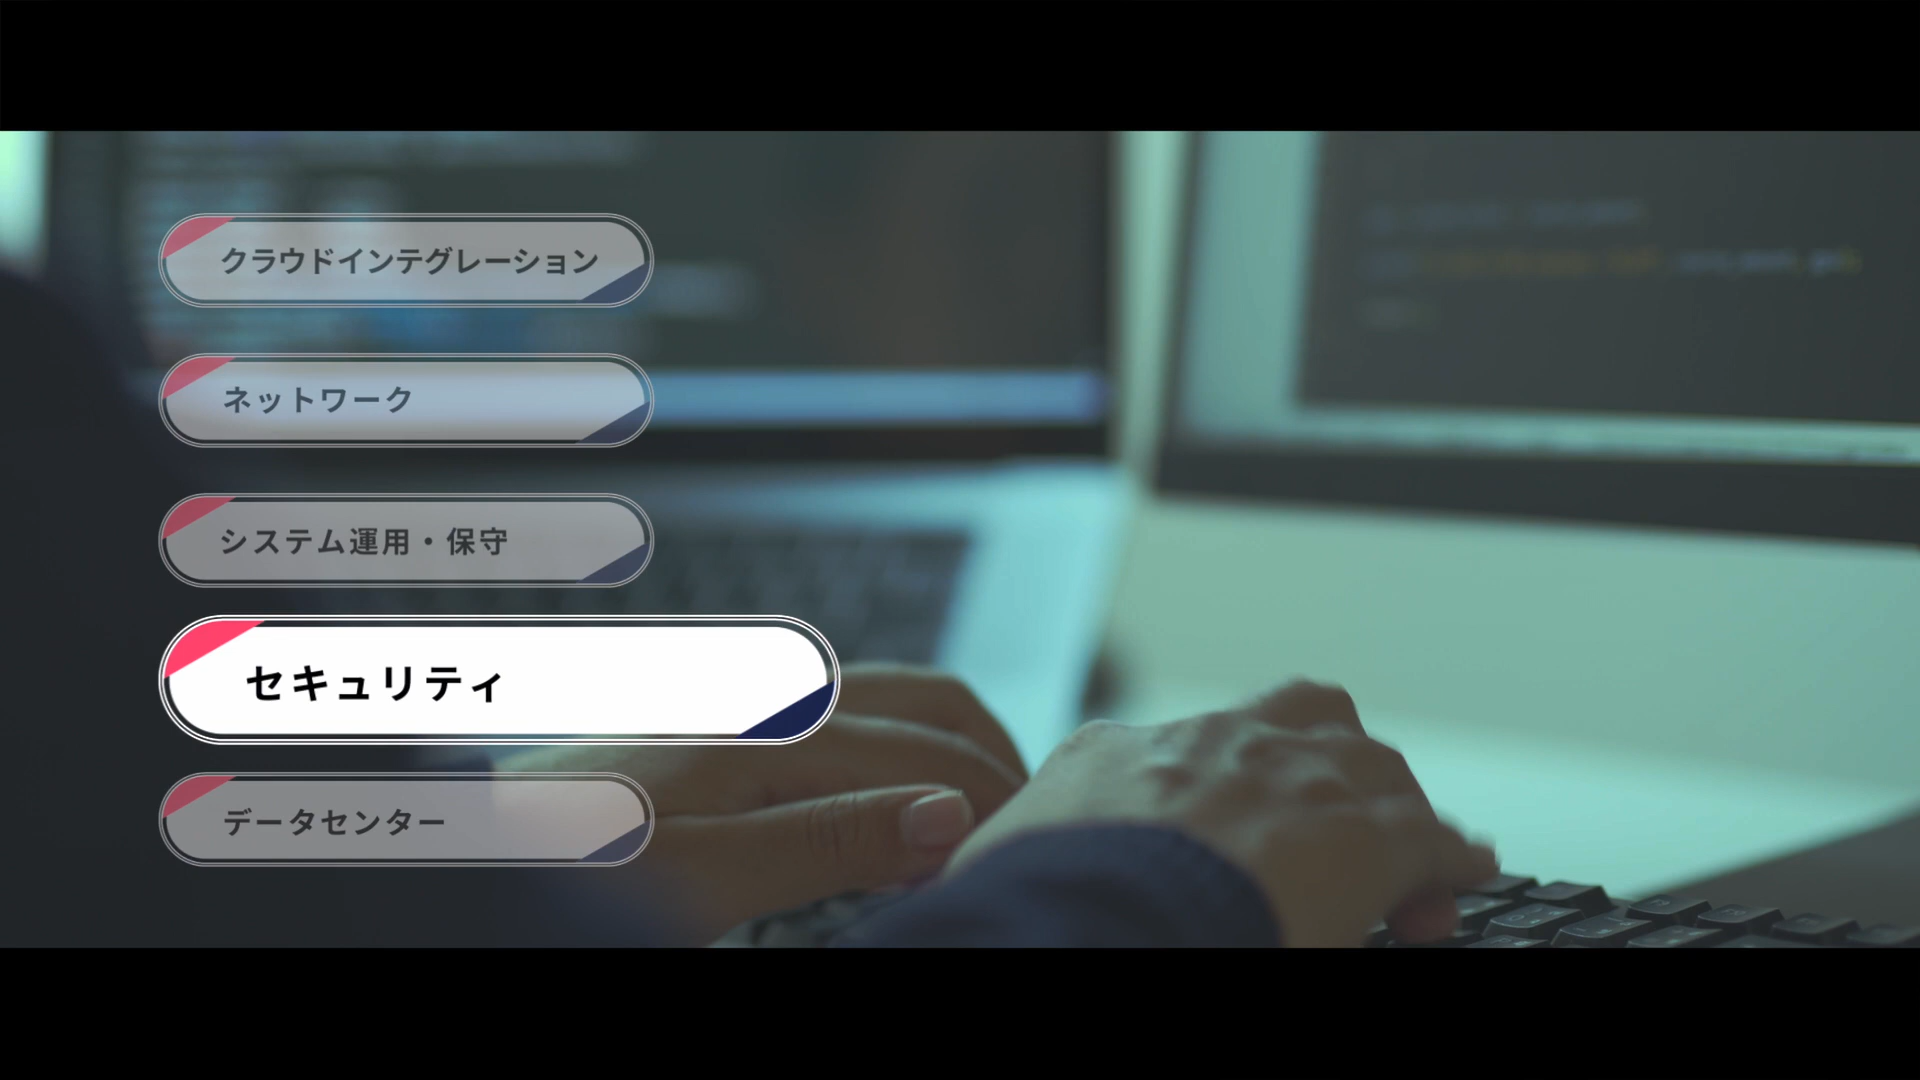 クラウドインテグレーション
ネットワーク
システム運用・保守
セキュリティ
データセンター